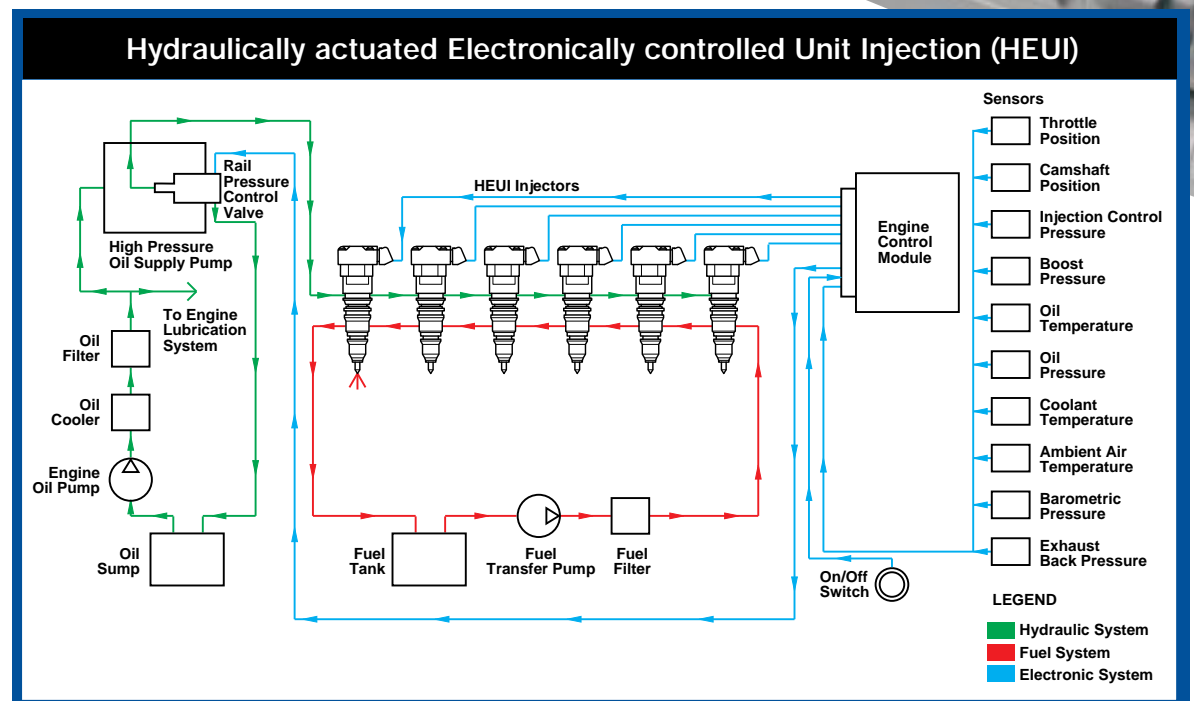 Hydraulically actuated Electronically controlled Unit Injection (HEUI)
Rail
Pressure
Control
Valve
High Pressure
Oil Supply Pump
To Engine
Lubrication
System
Oil
Filter
Oil
Cooler
Engine
Oil Pump
Oil
Sump
HEUI Injectors
Engine
Control
Module
Fuel
Tank
Fuel
Transfer Pump
Fuel
Filter
On/Off
Switch
Sensors
Throttle
Position
Camshaft
Position
Injection Control
Pressure
Boost
Pressure
Oil
Temperature
Oil
Pressure
Coolant
Temperature
Ambient Air
Temperature
Barometric
Pressure
Exhaust
Back Pressure
LEGEND
Hydraulic System
Fuel System
Electronic System